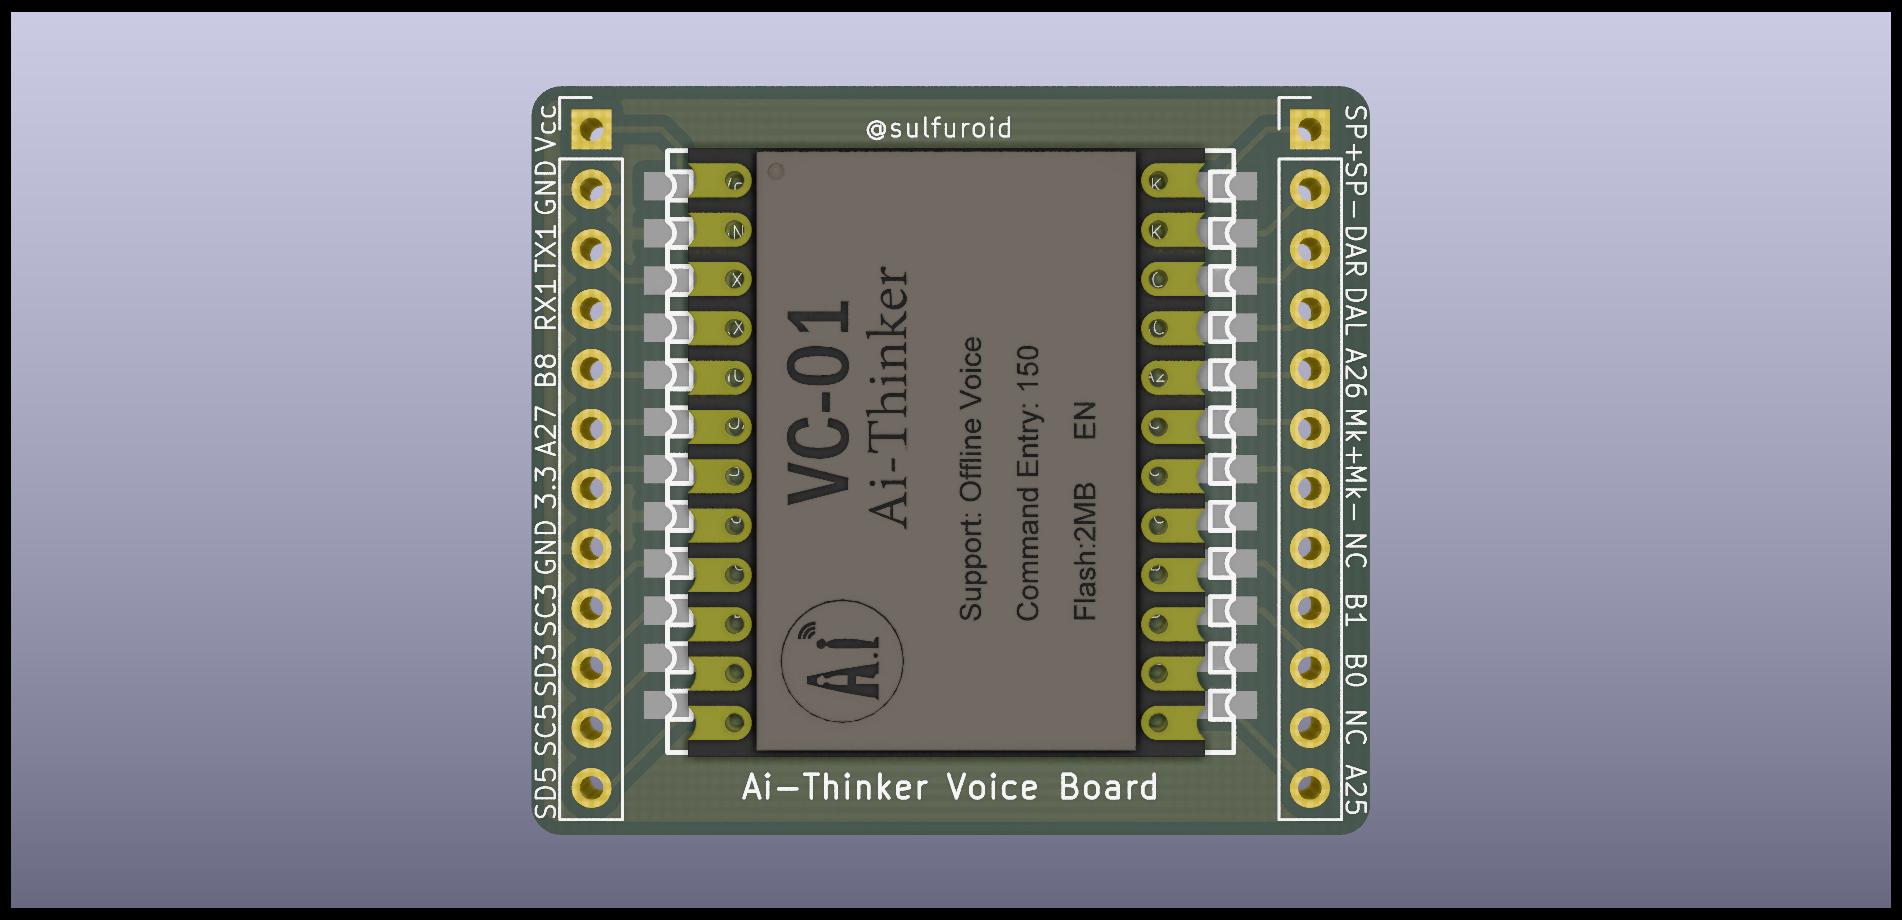 @sulfuroid
Vcc
GND
TX1
RX1
B8
A27
3.3
GND
SC3
SD3
SC5
SD5
VC-01
Ai-Thinker
Support: Offline Voice
Command Entry: 150
Flash:2MB EN
A.i
SP+
SP-
DAR
DAL
A26
Mk+
Mk-
NC
B1
B0
NC
A25
Ai-Thinker Voice Board